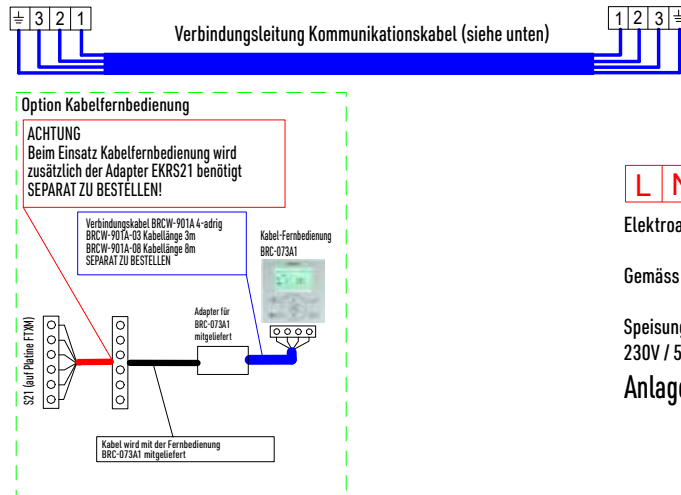 ⏚ 3 2 1
Verbindungsleitung Kommunikationskabel (siehe unten)
1 2 3 ⏚
Option Kabelfernbedienung
ACHTUNG
Beim Einsatz Kabelfernbedienung wird
zusätzlich der Adapter EKRS21 benötigt
SEPARAT ZU BESTELLEN!
Verbindungskabel BRCW-901A 4-adrig
BRCW-901A-03 Kabellänge 3m
BRCW-901A-08 Kabellänge 8m
SEPARAT ZU BESTELLEN
Kabel-Fernbedienung
BRC-073A1
Adapter für
BRC-073A1
mitgeliefert
S21 (auf Platine FTXM)
Kabel wird mit der Fernbedienung
BRC-073A1 mitgeliefert
L
Gemäss
230V / 5